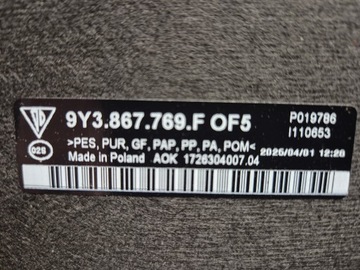 9Y3.867.769.F OF5
P019786
I110653
025
>PES, PUR, GF, PAP, PP, PA, POM<
Made in Poland AOK 1726304007.04
2025/04/01 12:26